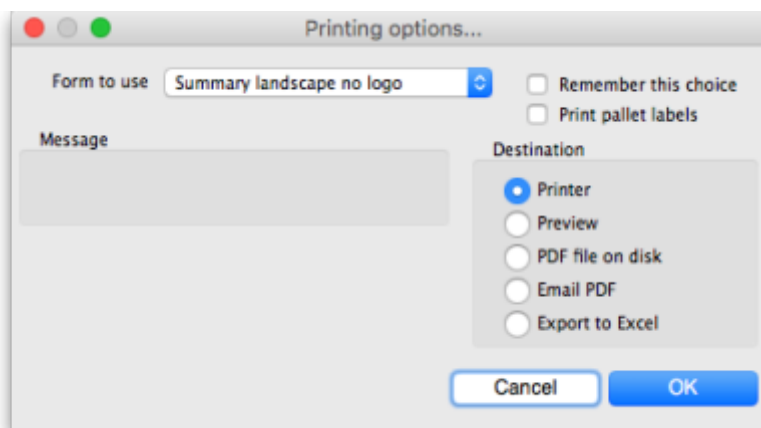 Printing options...
Form to use Summary landscape no logo
Remember this choice
Print pallet labels
Message
Destination
Printer
Preview
PDF file on disk
Email PDF
Export to Excel
Cancel OK